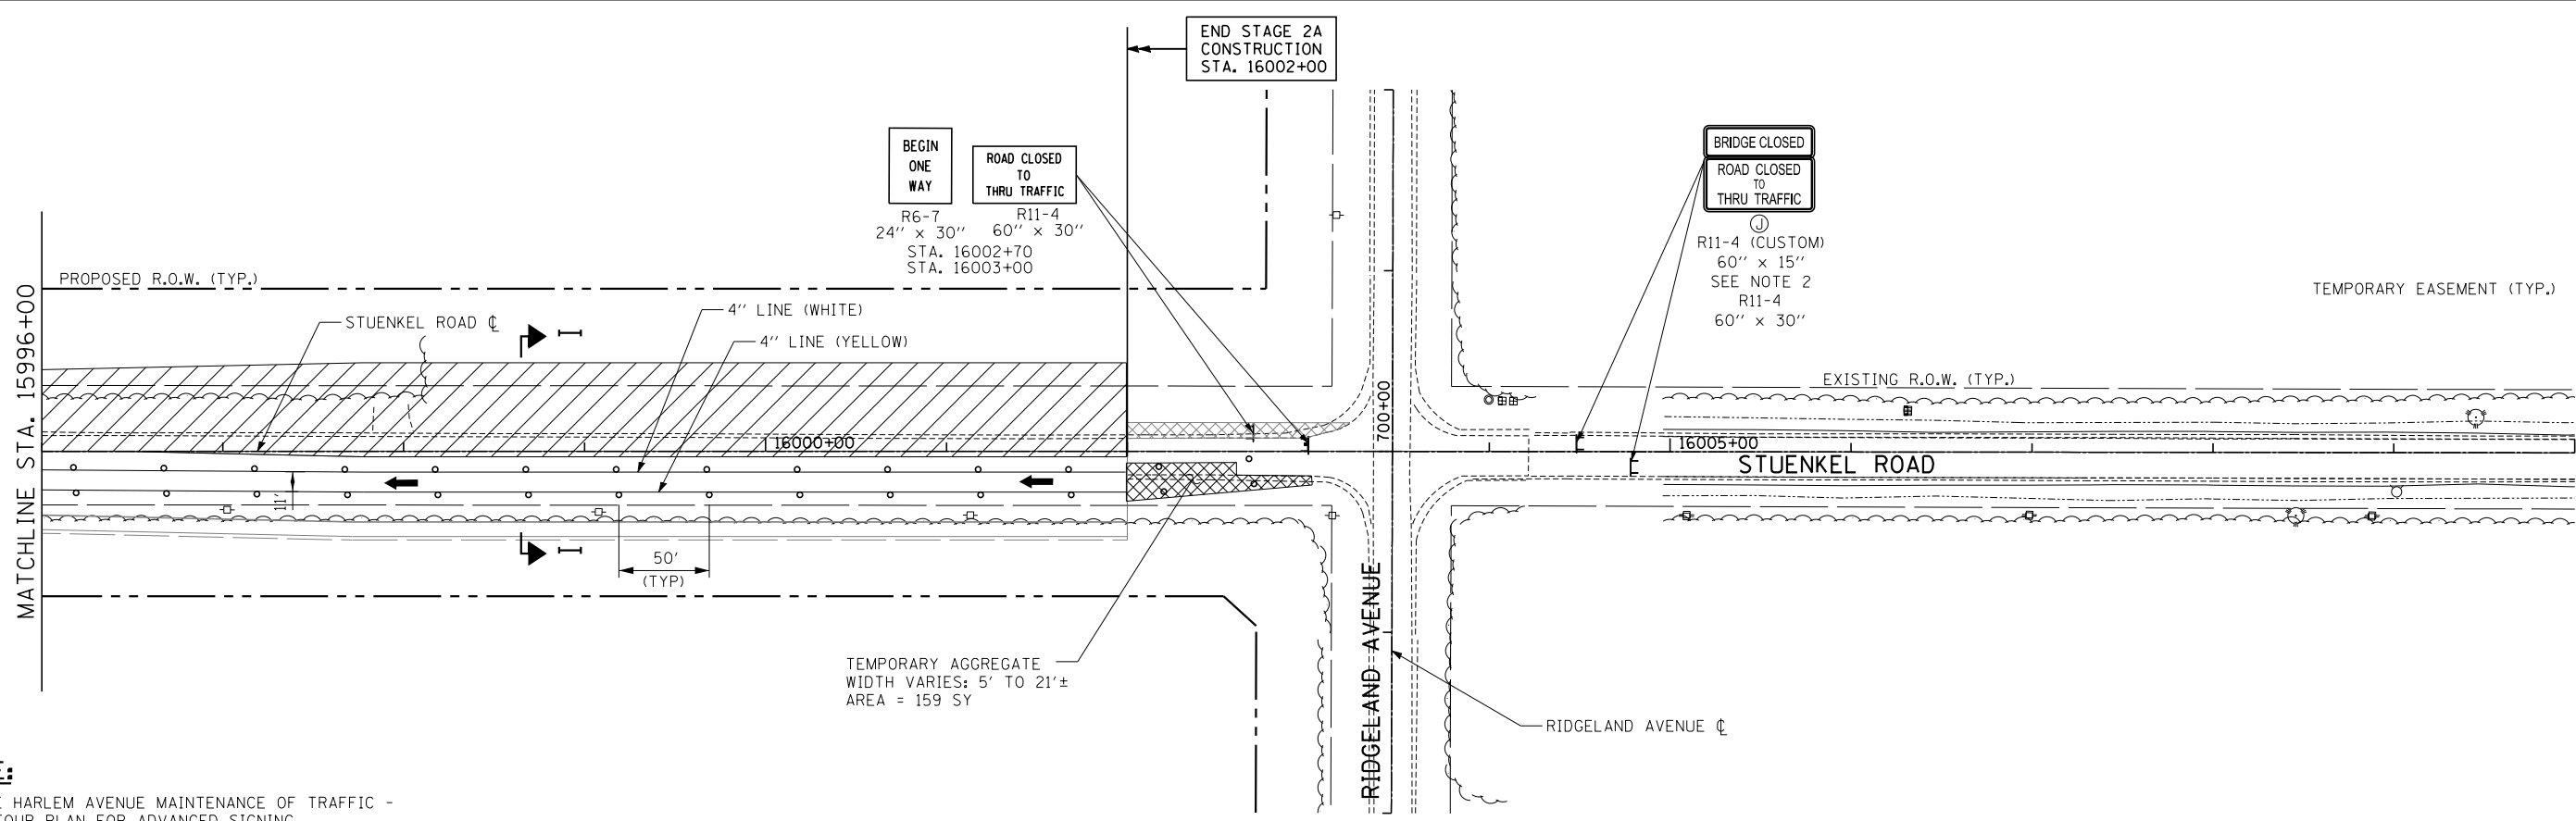 END STAGE 2A
CONSTRUCTION
STA. 16002+00
BEGIN
ONE
WAY
R6-7
24'' x 30''
ROAD CLOSED
TO
THRU TRAFFIC
R11-4
60'' x 30''
STA. 16002+70
STA. 16003+00
BRIDGE CLOSED
ROAD CLOSED
TO
THRU TRAFFIC
J
R11-4 (CUSTOM)
60'' x 15''
SEE NOTE 2
R11-4
60'' x 30''
MATCHLINE STA. 15996+00
PROPOSED R.O.W. (TYP.)
TEMPORARY EASEMENT (TYP.)
STUENKEL ROAD ℄
I
4'' LINE (WHITE)
4'' LINE (YELLOW)
EXISTING R.O.W. (TYP.)
700+00
16000+00
16005+00
STUENKEL ROAD
11'
I
50'
(TYP)
RIDGELAND AVENUE
TEMPORARY AGGREGATE
WIDTH VARIES: 5' TO 21'±
AREA = 159 SY
RIDGELAND AVENUE ℄
HARLEM AVENUE MAINTENANCE OF TRAFFIC -
PLAN FOR ADVANCED SIGNING